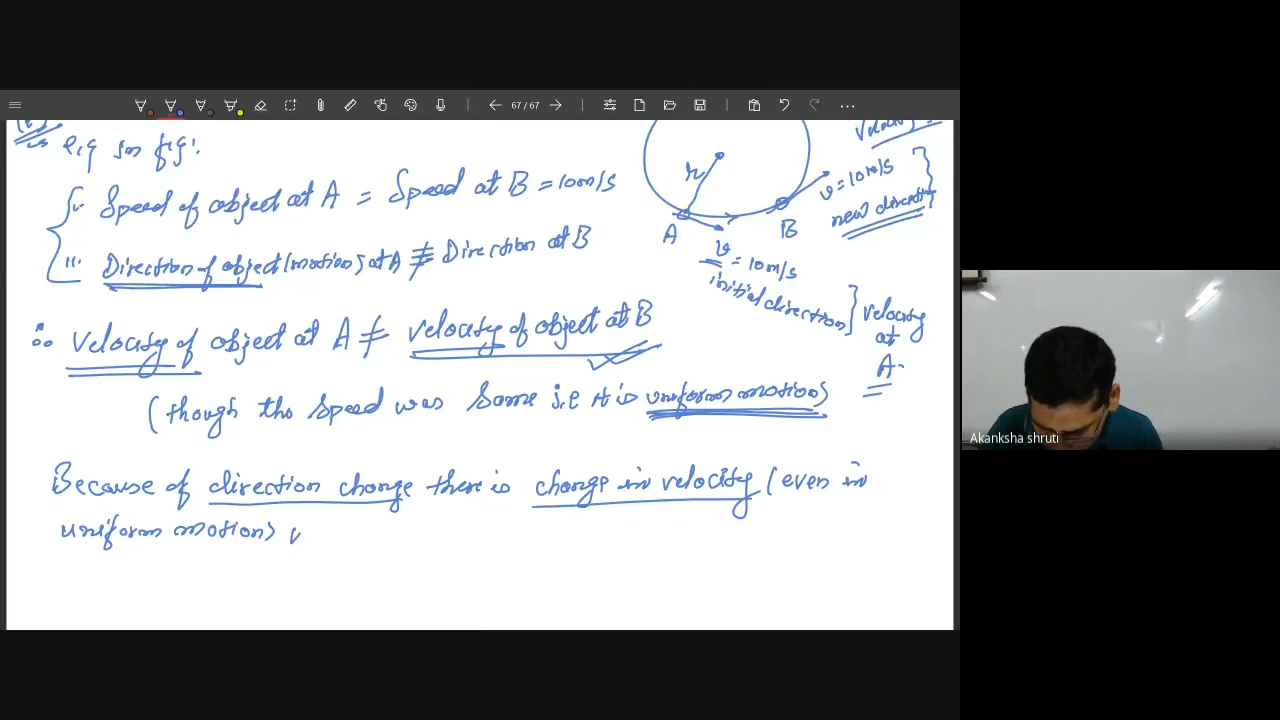 67/67
e.g in fig:
Speed of object at A = Speed at B = 10m/s
r
velocity
v = 10m/s
new direction
A
B
Direction of object (motion) at A ≠ Direction at B
v = 10m/s
initial direction
velocity
at
A.
∴ Velocity of object at A ≠ velocity of object at B
(though the speed was same i.e it is uniform motion)
Because of direction change there is change in velocity (even in
uniform motion)
Akanksha shruti